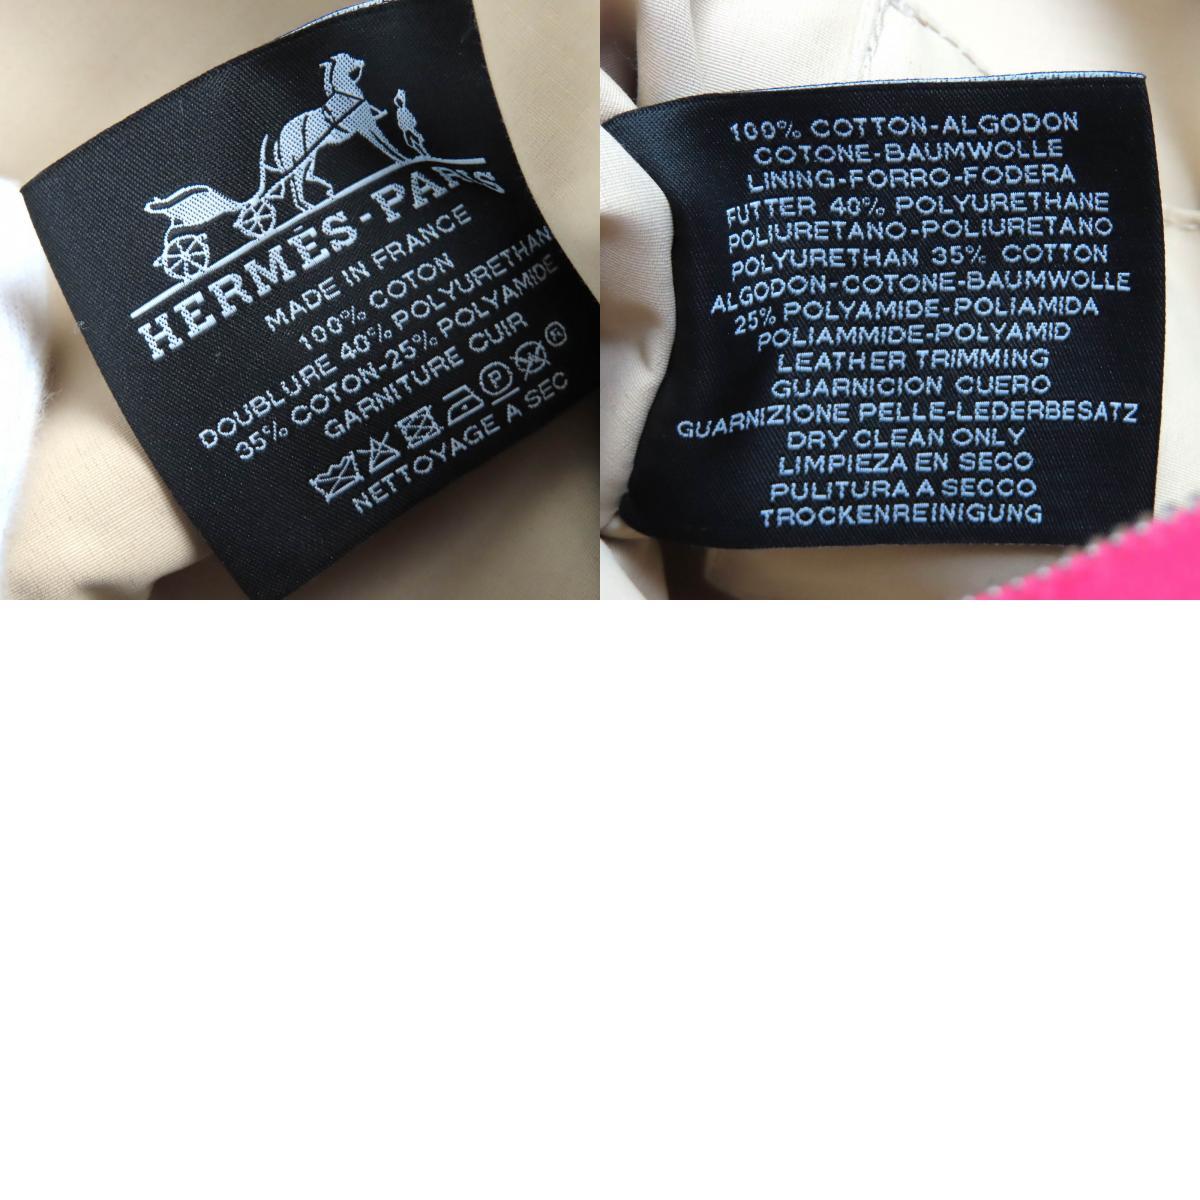 HERMÈS-PARIS
MADE IN FRANCE
100% COTON
DOUBLURE 40% POLYURETHAN
35% COTON-25% POLYAMIDE
GARNITURE CUIR
P
NETTOYAGE A SEC
100% COTTON-ALGODON
COTONE-BAUMWOLLE
LINING-FORRO-FODERA
FUTTER 40% POLYURETHANE
POLIURETANO-POLIURETANO
POLYURETHAN 35% COTTON
ALGODON-COTONE-BAUMWOLLE
25% POLYAMIDE-POLIAMIDA
POLIAMMIDE-POLYAMID
LEATHER TRIMMING
GUARNICION CUERO
GUARNIZIONE PELLE-LEDERBESATZ
DRY CLEAN ONLY
LIMPIEZA EN SECO
PULITURA A SECCO
TROCKENREINIGUNG